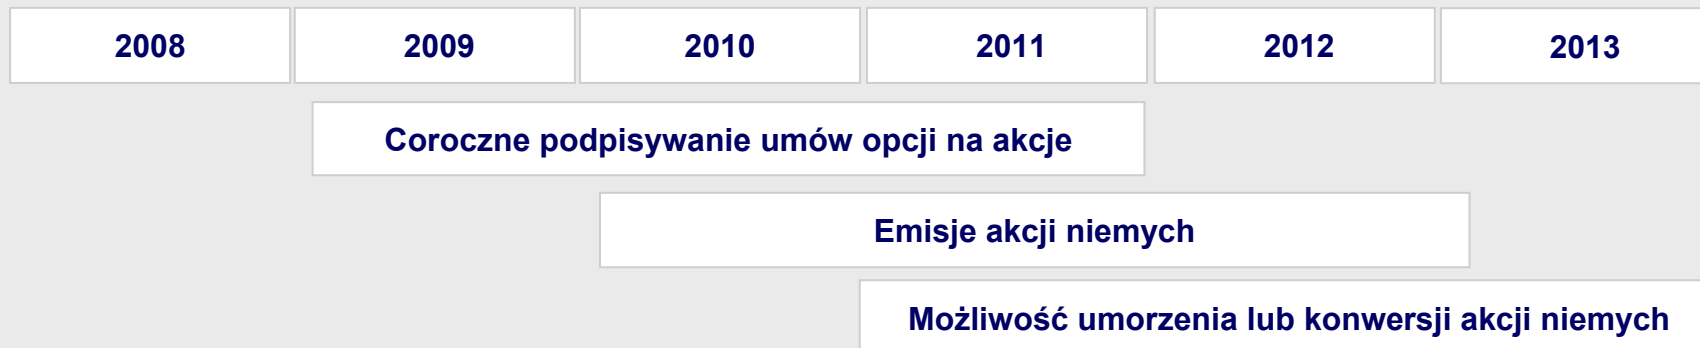 2008 2009 2010 2011 2012 2013
Coroczne podpisywanie umów opcji na akcje
Emisje akcji niemych
Możliwość umorzenia lub konwersji akcji niemych